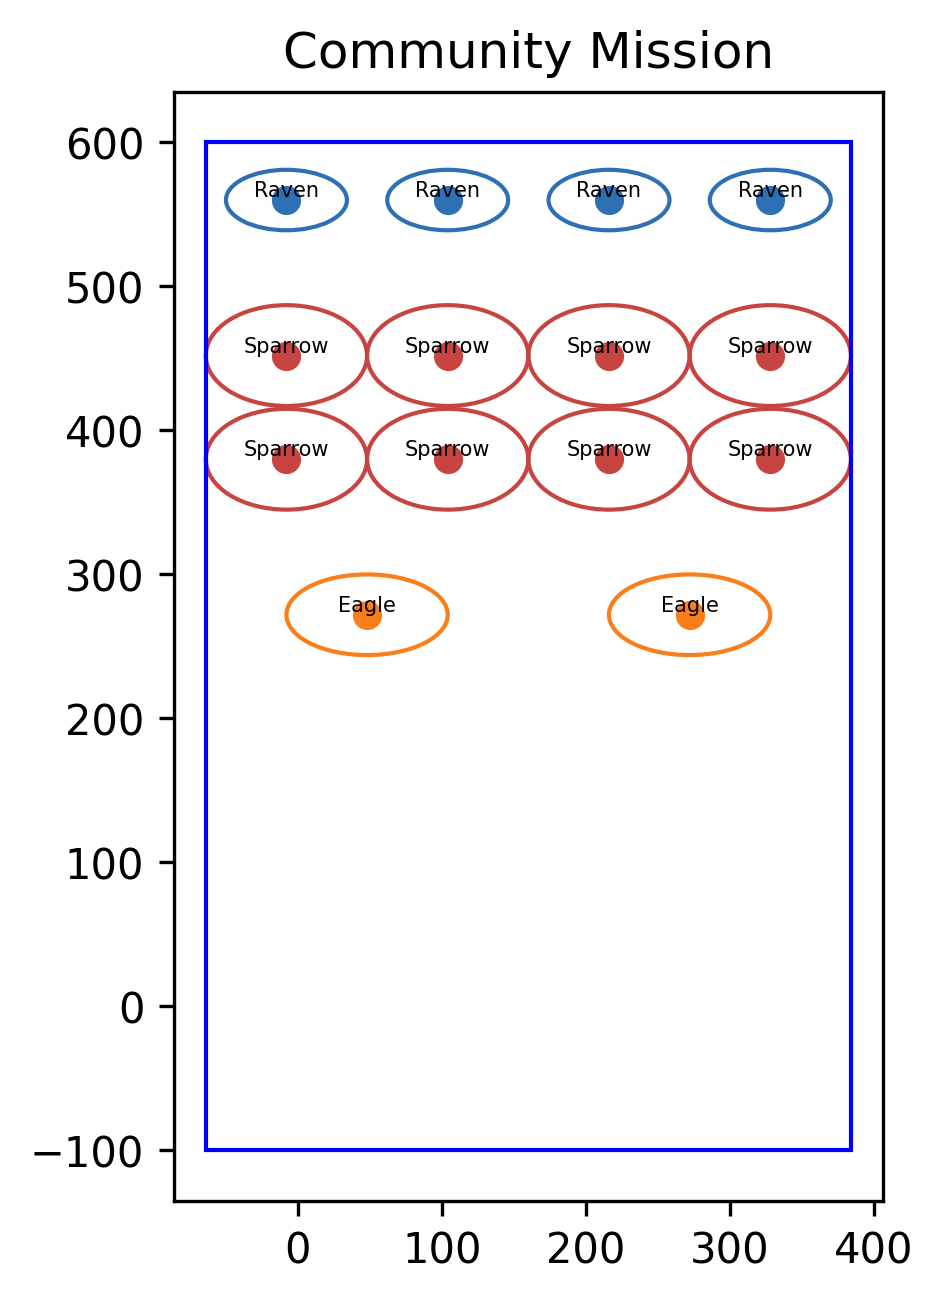 Community Mission
600
Raven Raven Raven Raven
500
Sparrow Sparrow Sparrow Sparrow
400
Sparrow Sparrow Sparrow Sparrow
300
Eagle Eagle
200
100
0
−100
0 100 200 300 400